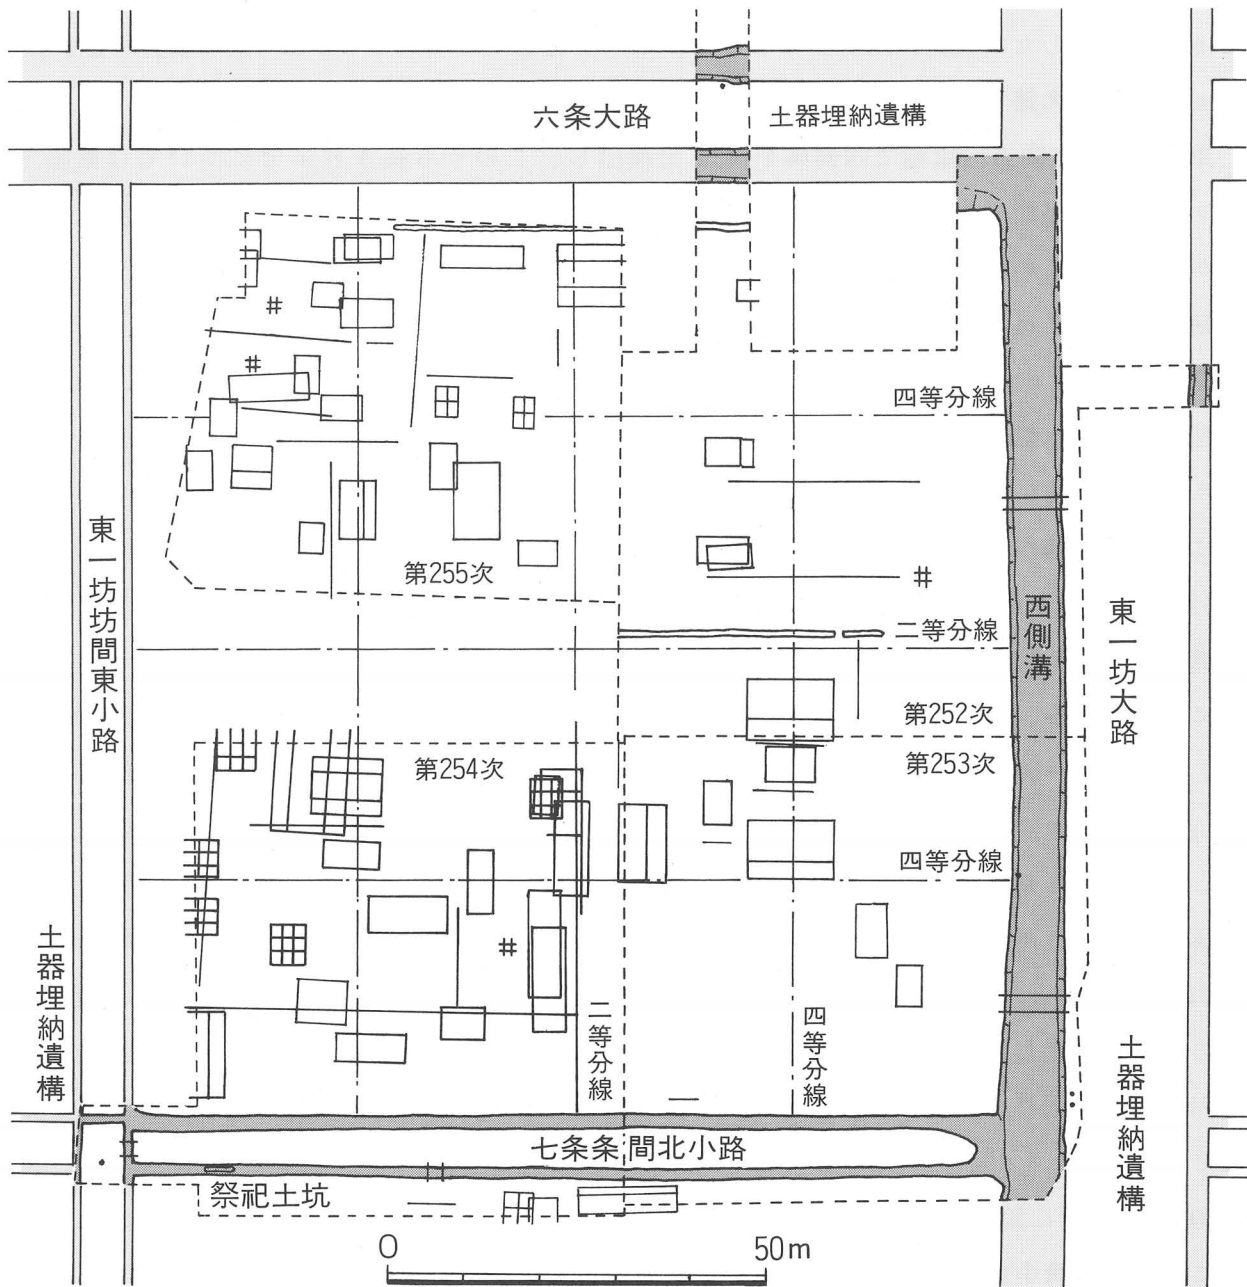 六条大路
土器埋納遺構
四等分線
東一坊坊間東小路
第255次
二等分線
西側溝
東一坊大路
第252次
第254次
第253次
四等分線
土器埋納遺構
二等分線
四等分線
土器埋納遺構
七条条間北小路
祭祀土坑
0 50m